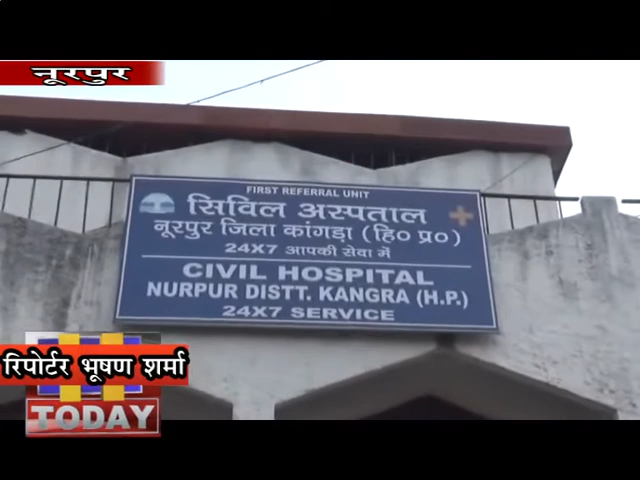 नूरपुर
FIRST REFERRAL UNIT
सिविल अस्पताल
नूरपुर जिला कांगड़ा (हि० प्र०)
24X7 आपकी सेवा में
CIVIL HOSPITAL
NURPUR DISTT. KANGRA (H.P.)
24X7 SERVICE
रिपोर्टर भूषण शर्मा
TODAY